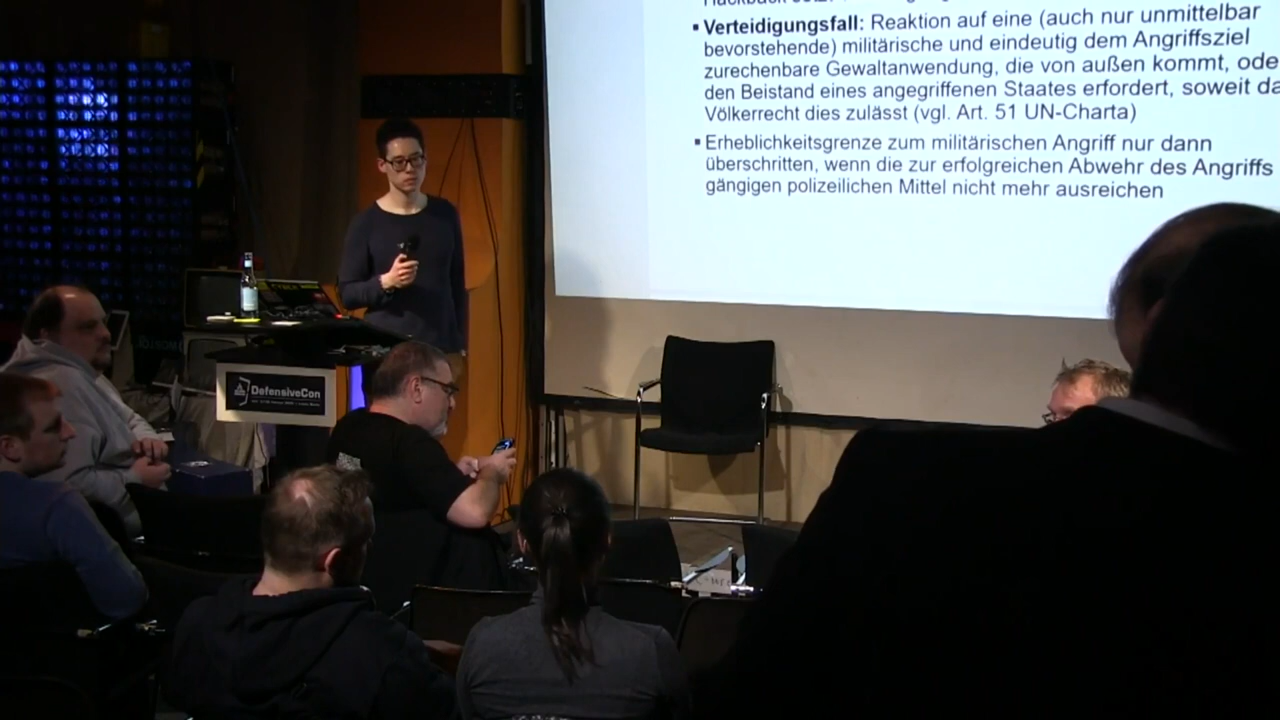 ▪ Verteidigungsfall: Reaktion auf eine (auch nur unmittelbar
bevorstehende) militärische und eindeutig dem Angriffsziel
zurechenbare Gewaltanwendung, die von außen kommt, ode
den Beistand eines angegriffenen Staates erfordert, soweit da
Völkerrecht dies zulässt (vgl. Art. 51 UN-Charta)
▪ Erheblichkeitsgrenze zum militärischen Angriff nur dann
überschritten, wenn die zur erfolgreichen Abwehr des Angriffs
gängigen polizeilichen Mittel nicht mehr ausreichen
DefensiveCon